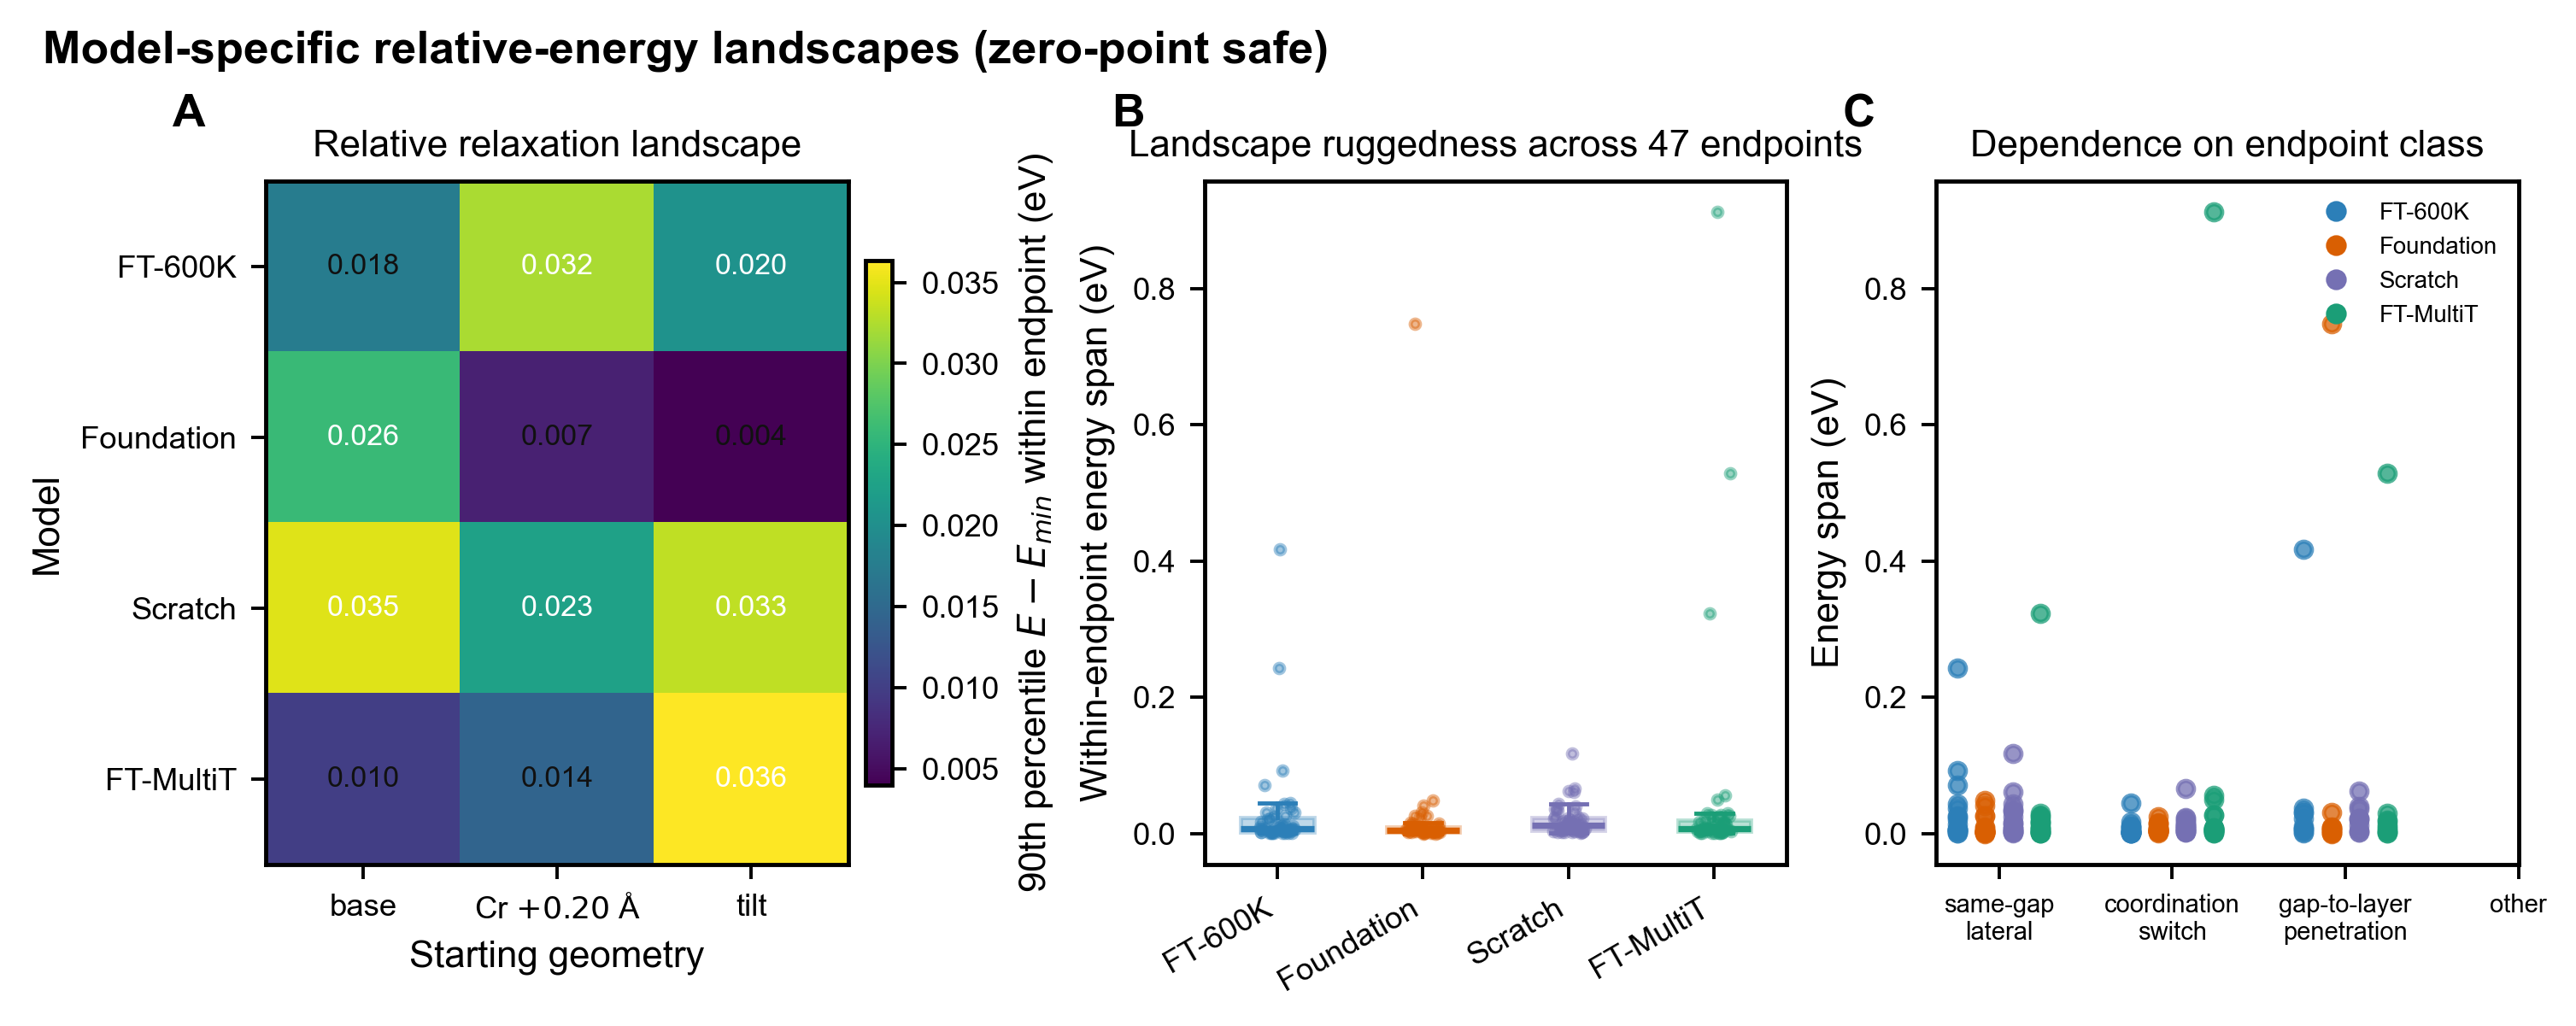 Model-specific relative-energy landscapes (zero-point safe)
A
Relative relaxation landscape
Model
FT-600K
Foundation
Scratch
FT-MultiT
0.018 0.032 0.020
0.026 0.007 0.004
0.035 0.023 0.033
0.010 0.014 0.036
base
Cr +0.20 Å
tilt
Starting geometry
0.035
0.030
0.025
0.020
0.015
0.010
0.005
90th percentile E − Emin within endpoint (eV)
B
Landscape ruggedness across 47 endpoints
Within-endpoint energy span (eV)
0.8
0.6
0.4
0.2
0.0
FT-600K
Foundation
Scratch
FT-MultiT
C
Dependence on endpoint class
Energy span (eV)
0.8
0.6
0.4
0.2
0.0
FT-600K
Foundation
Scratch
FT-MultiT
same-gap
lateral
coordination
switch
gap-to-layer
penetration
other